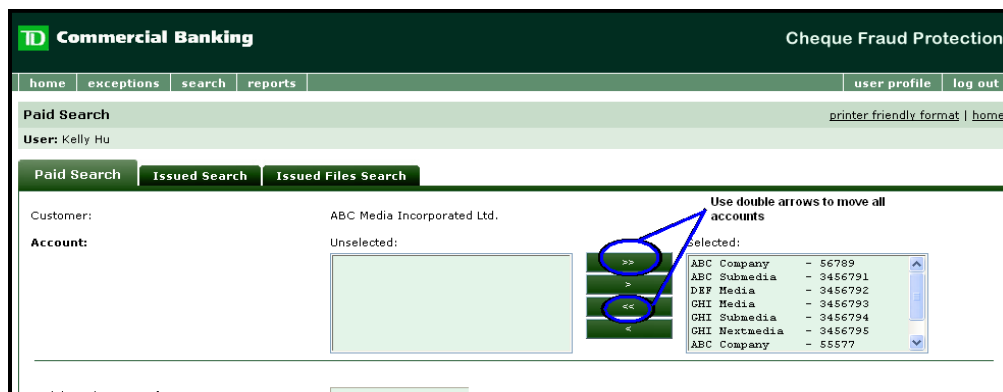 TD Commercial Banking
Cheque Fraud Protection
home exceptions search reports user profile log out
Paid Search printer friendly format | home
User: Kelly Hu
Paid Search Issued Search Issued Files Search
Use double arrows to move all
accounts
Customer: ABC Media Incorporated Ltd.
Account: Unselected: Selected:
>>
>
<<
<
ABC Company - 56789
ABC Submedia - 3456791
DEF Media - 3456792
GHI Media - 3456793
GHI Submedia - 3456794
GHI Nextmedia - 3456795
ABC Company - 55577